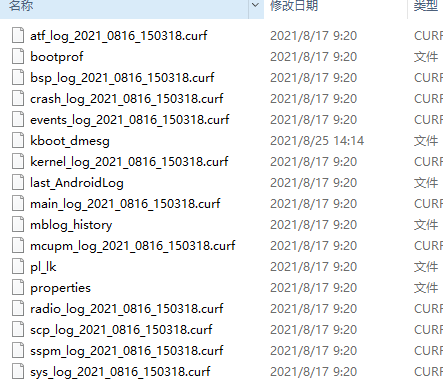 名称 修改日期 类型
atf_log_2021_0816_150318.curf 2021/8/17 9:20 CURF
bootprof 2021/8/17 9:20 文件
bsp_log_2021_0816_150318.curf 2021/8/17 9:20 CURF
crash_log_2021_0816_150318.curf 2021/8/17 9:20 CURF
events_log_2021_0816_150318.curf 2021/8/17 9:20 CURF
kboot_dmesg 2021/8/25 14:14 文件
kernel_log_2021_0816_150318.curf 2021/8/17 9:20 CURF
last_AndroidLog 2021/8/17 9:20 文件
main_log_2021_0816_150318.curf 2021/8/17 9:20 CURF
mblog_history 2021/8/17 9:20 文件
mcupm_log_2021_0816_150318.curf 2021/8/17 9:20 CURF
pl_lk 2021/8/17 9:20 文件
properties 2021/8/17 9:20 文件
radio_log_2021_0816_150318.curf 2021/8/17 9:20 CURF
scp_log_2021_0816_150318.curf 2021/8/17 9:20 CURF
sspm_log_2021_0816_150318.curf 2021/8/17 9:20 CURF
sys_log_2021_0816_150318.curf 2021/8/17 9:20 CURF